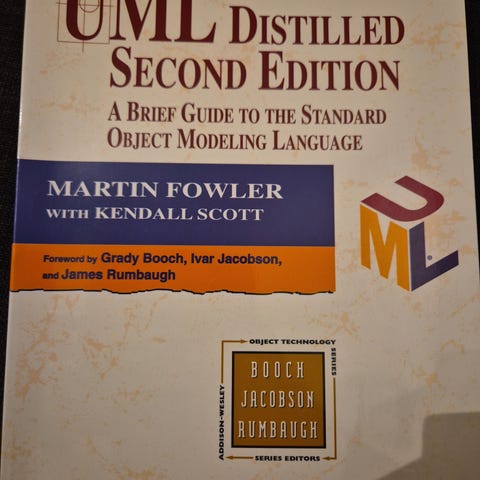 UML DISTILLED
SECOND EDITION
A BRIEF GUIDE TO THE STANDARD
OBJECT MODELING LANGUAGE
MARTIN FOWLER
WITH KENDALL SCOTT
Foreword by Grady Booch, Ivar Jacobson,
and James Rumbaugh
UML
OBJECT TECHNOLOGY
SERIES
BOOCH
JACOBSON
RUMBAUGH
ADDISON-WESLEY
SERIES EDITORS